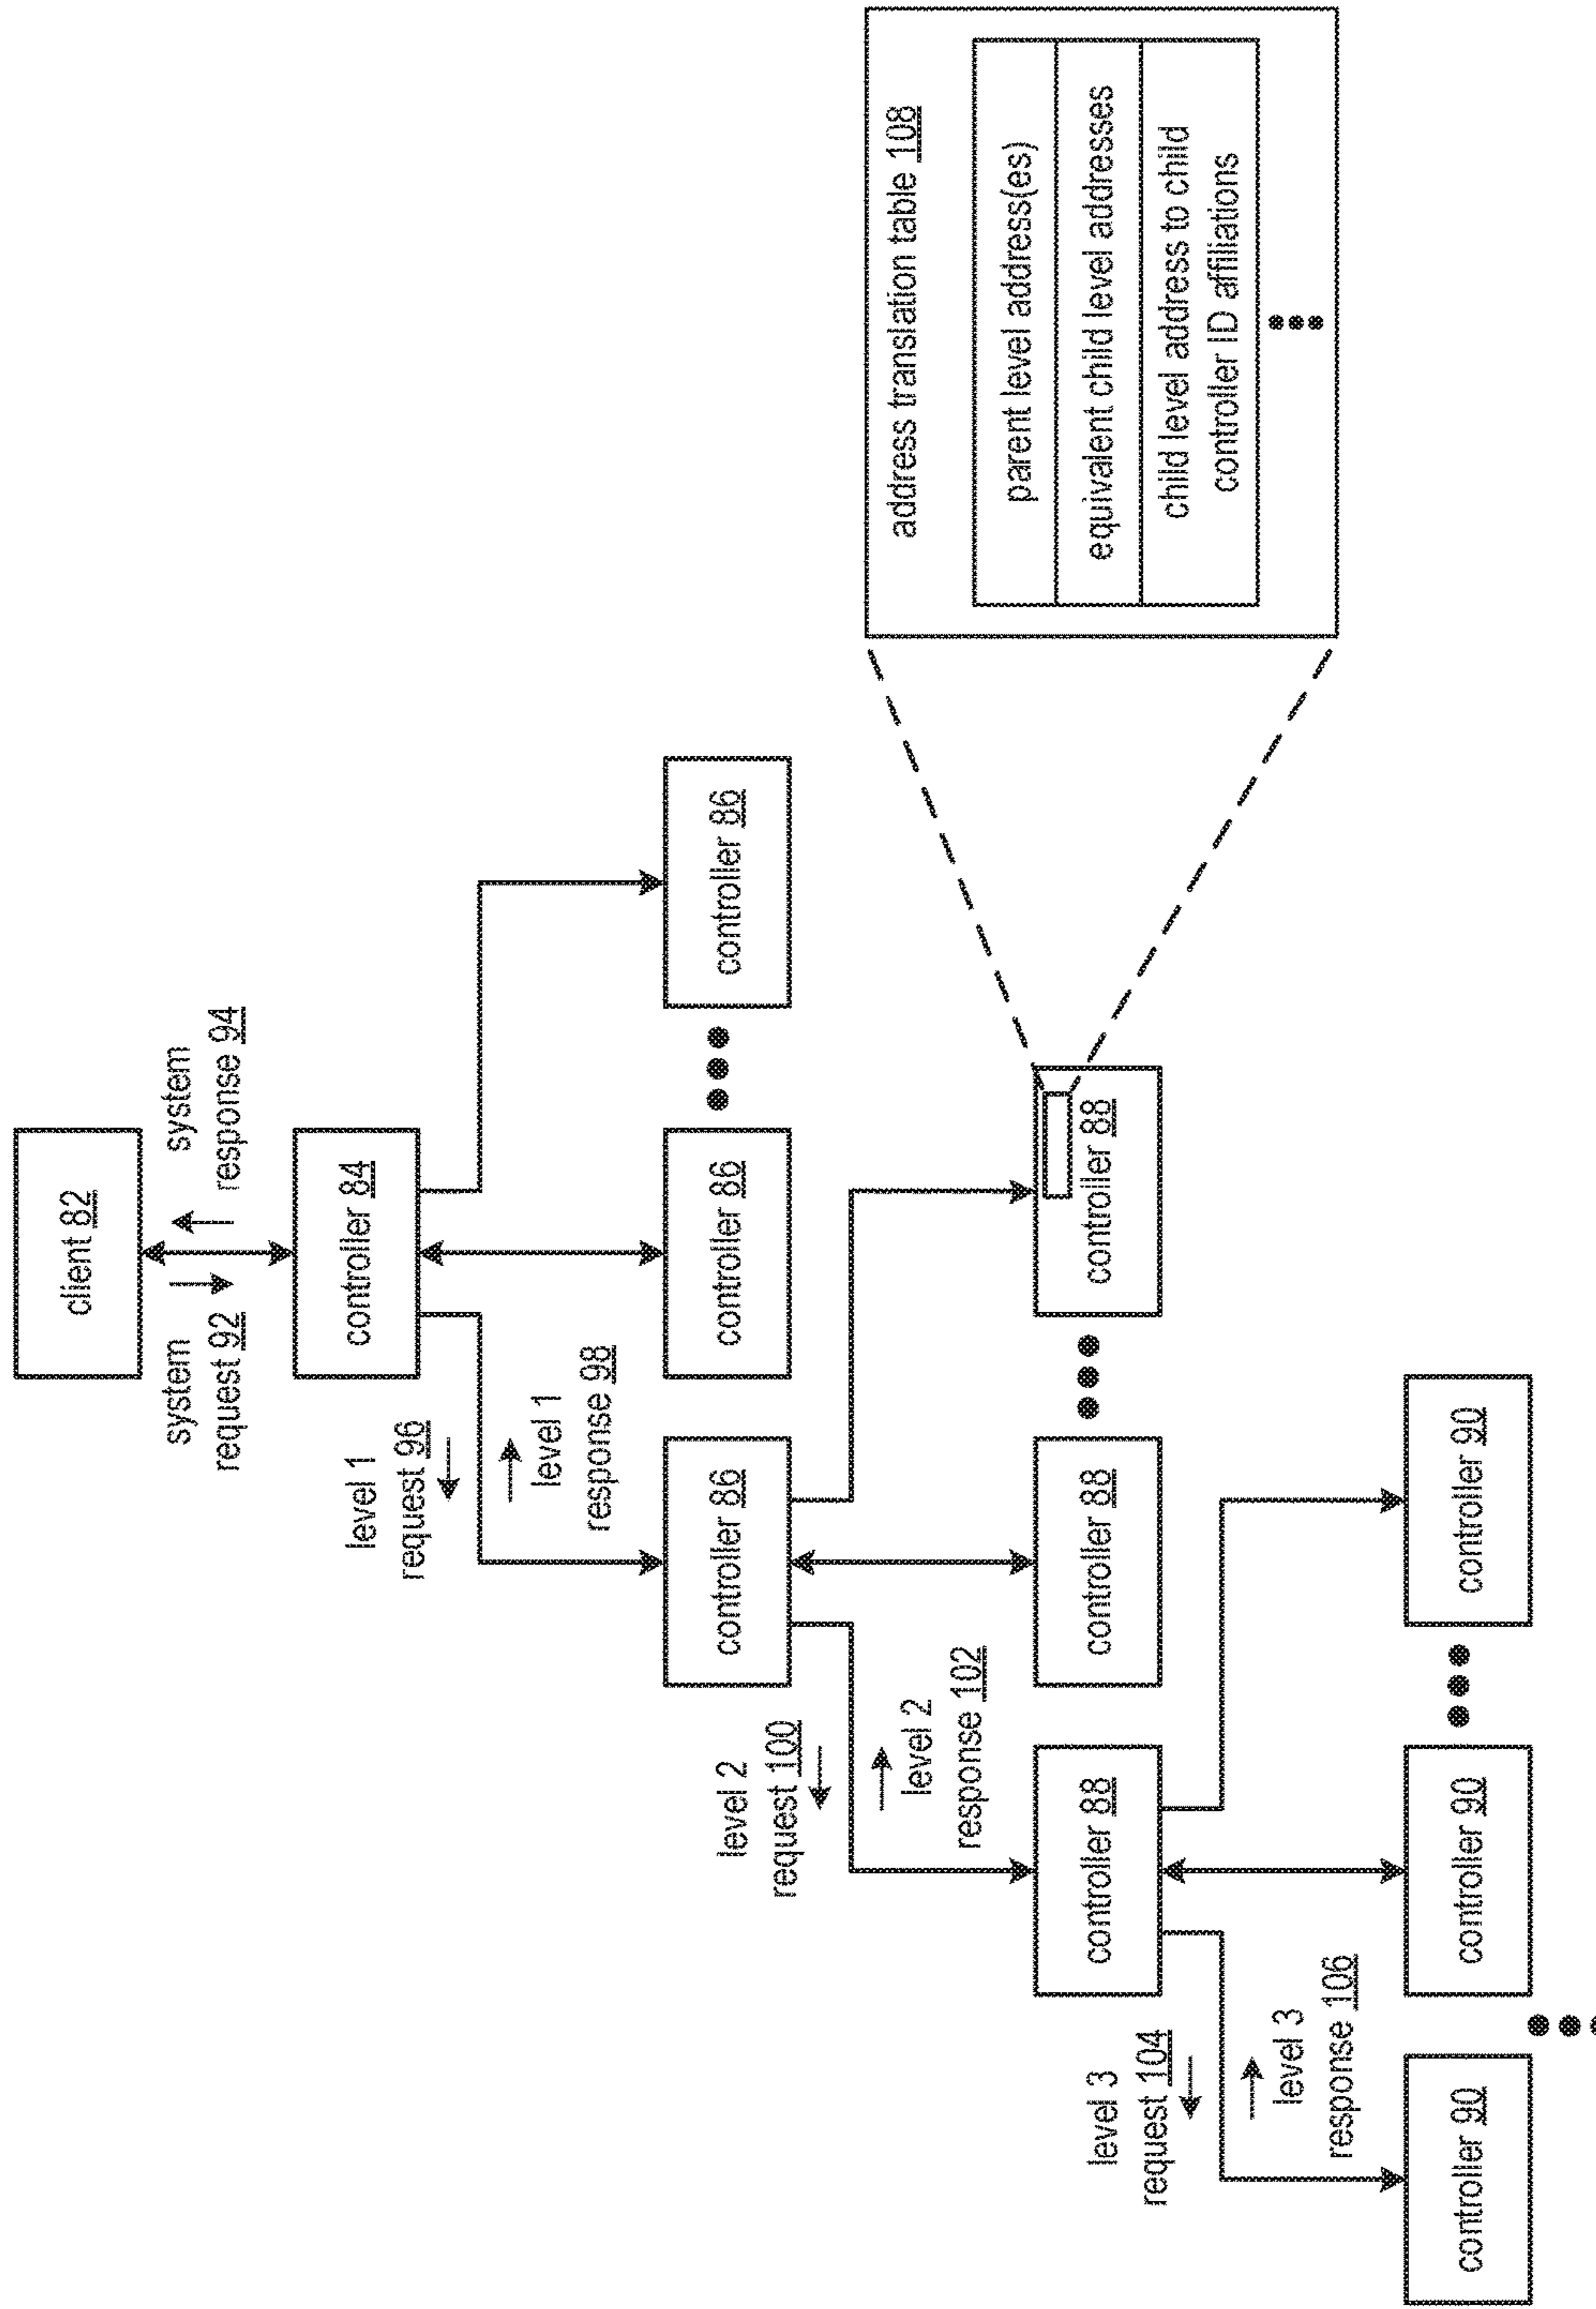 client 82
system
request 92
system
response 94
controller 84
level 1
request 96
level 1
response 98
controller 86
controller 86
controller 86
level 2
request 100
level 2
response 102
controller 88
controller 88
controller 88
level 3
request 104
level 3
response 106
controller 90
controller 90
controller 90
address translation table 108
parent level address(es)
equivalent child level addresses
child level address to child
controller ID affiliations